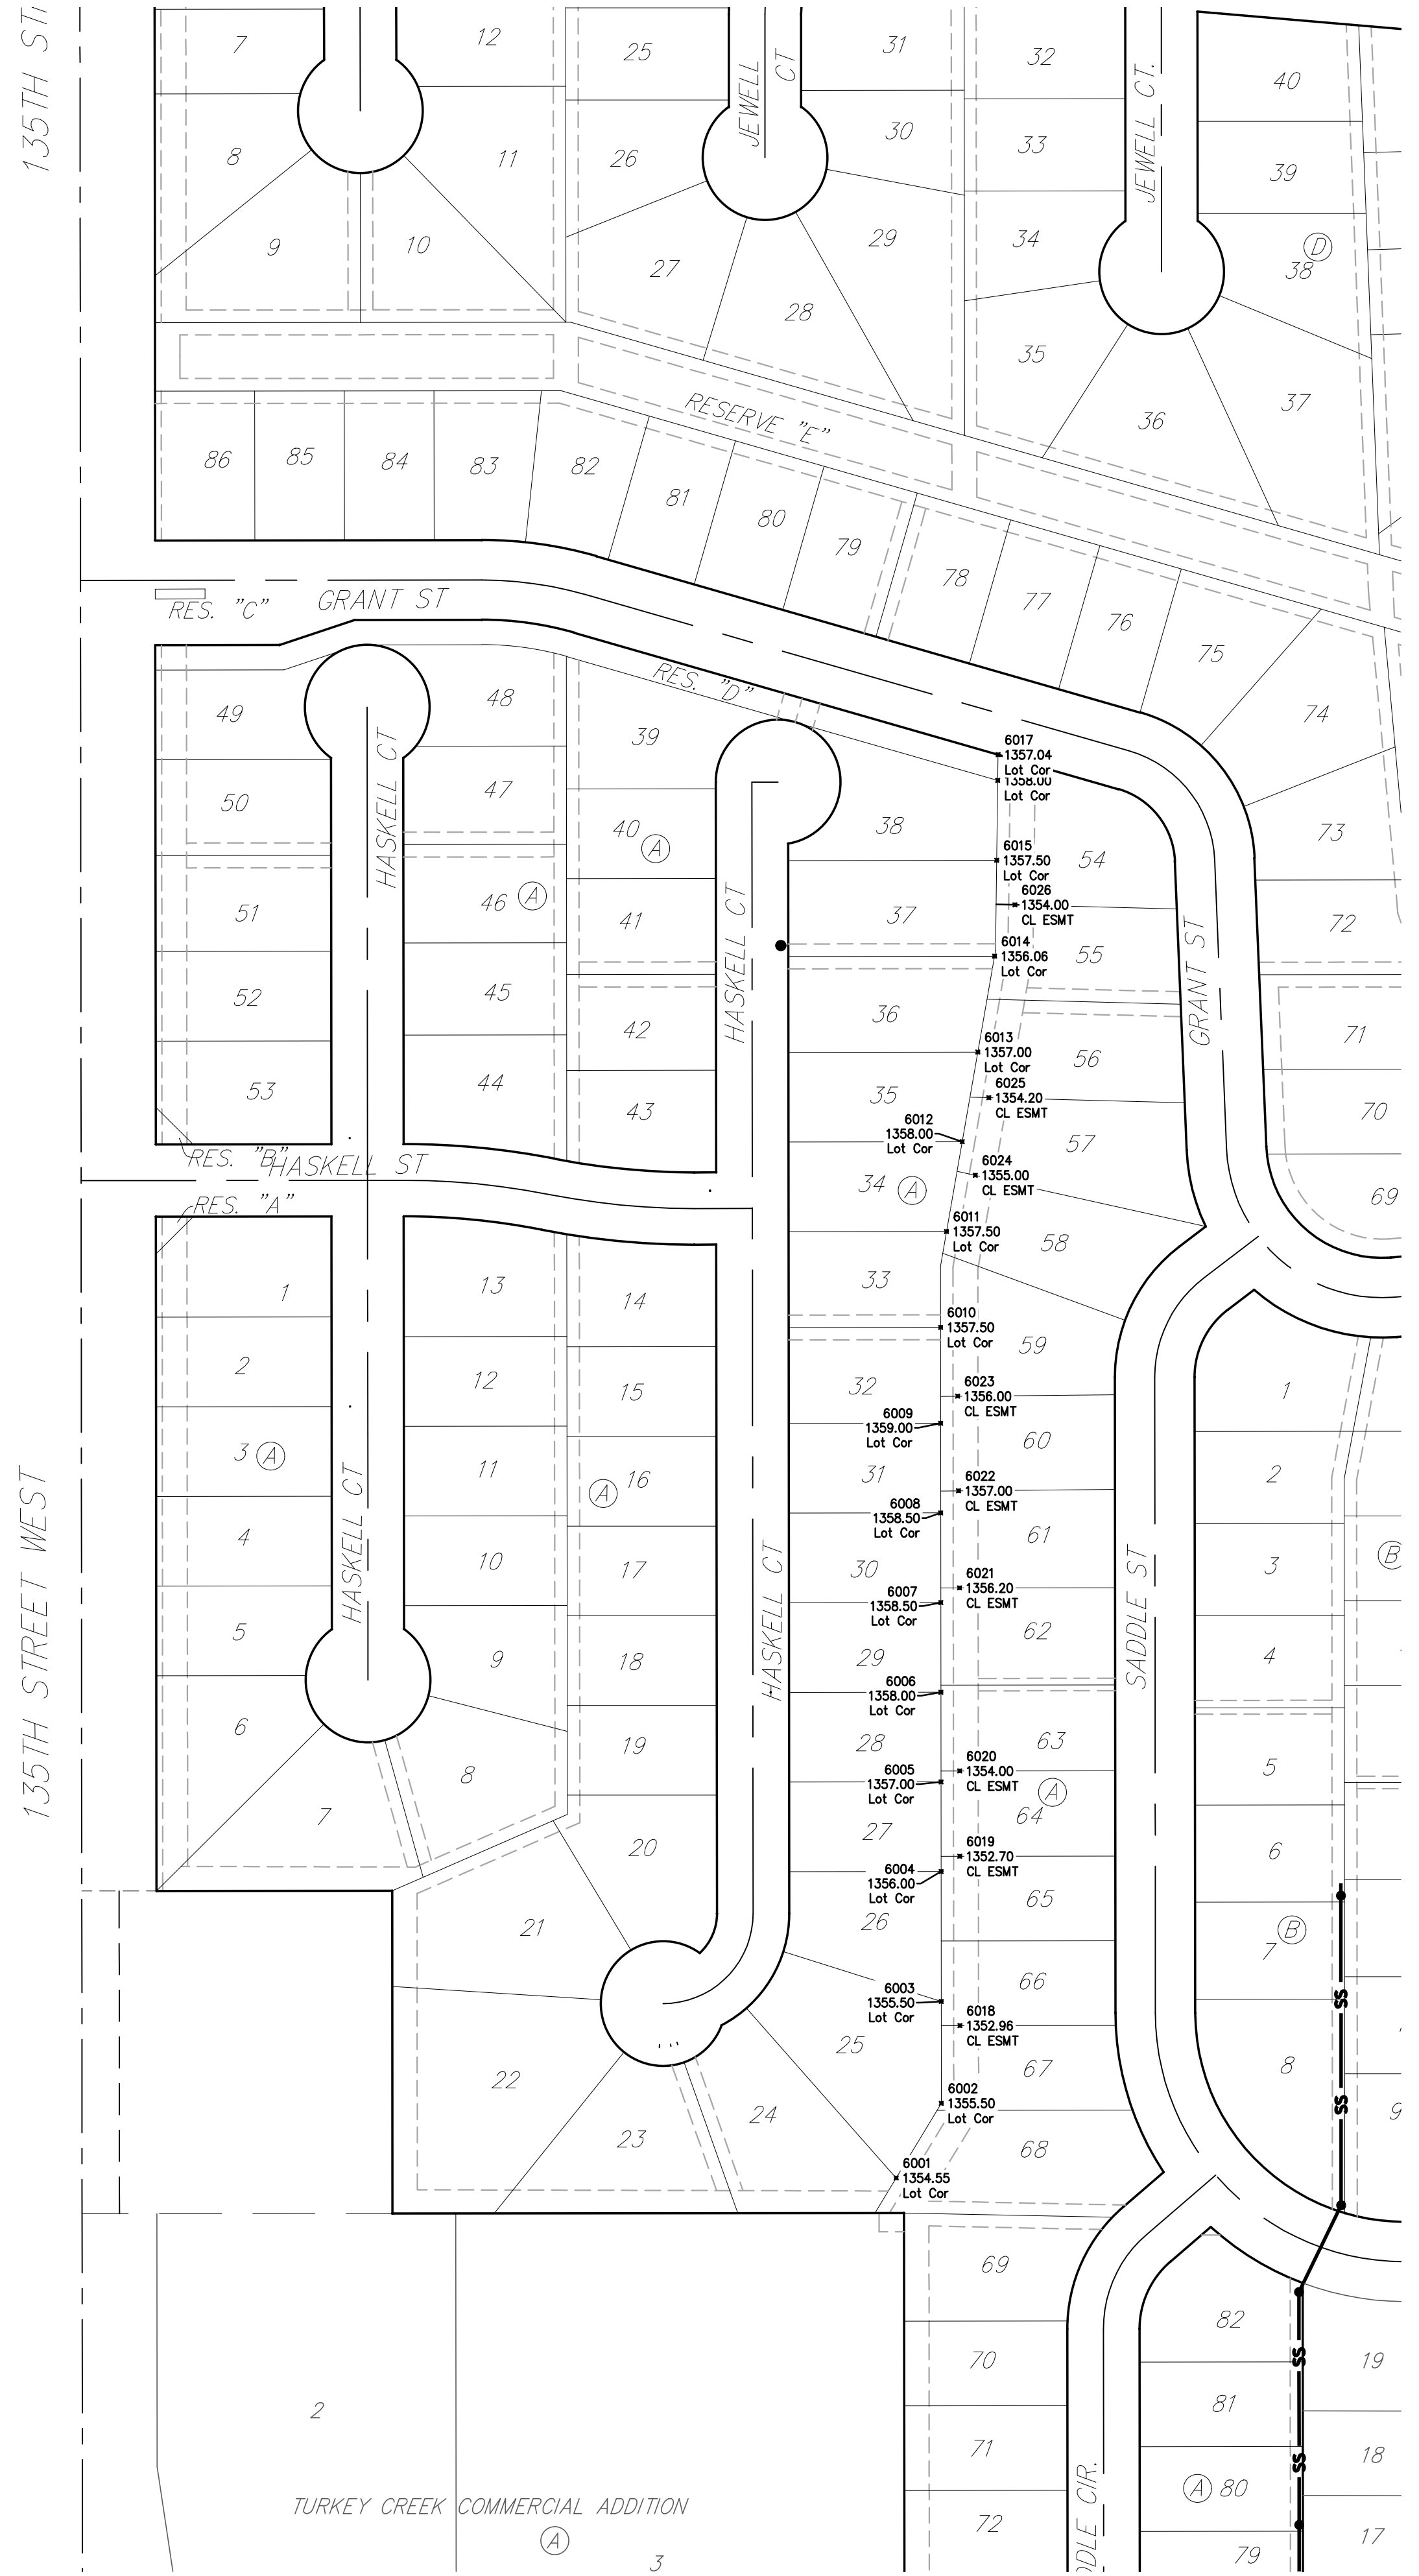 135TH ST
7
12
25
JEWELL
CT
31
32
JEWELL CT.
40
8
11
26
30
33
39
9
10
27
29
34
D
38
28
35
36
37
RESERVE "E"
86
85
84
83
82
81
80
79
78
77
76
75
74
73
72
71
70
69
RES. "C"
GRANT ST
RES. "D"
49
HASKELL CT
48
39
6017
1357.04
Lot Cor
1358.00
Lot Cor
50
47
40
A
38
54
6015
1357.50
Lot Cor
51
46
A
41
HASKELL CT
37
6026
1354.00
CL ESMT
6014
1356.06
Lot Cor
55
GRANT ST
52
45
42
36
6013
1357.00
Lot Cor
56
53
44
43
35
6025
1354.20
CL ESMT
6012
1358.00
Lot Cor
57
RES. "B"
HASKELL ST
RES. "A"
34
A
6024
1355.00
CL ESMT
6011
1357.50
Lot Cor
58
1
13
14
33
6010
1357.50
Lot Cor
59
2
12
15
32
6023
1356.00
CL ESMT
6009
1359.00
Lot Cor
60
1
3
A
11
A
16
31
6022
1357.00
CL ESMT
6008
1358.50
Lot Cor
61
2
135TH STREET WEST
HASKELL CT
4
10
17
HASKELL CT
30
6021
1356.20
CL ESMT
6007
1358.50
Lot Cor
62
SADDLE ST
3
B
5
9
18
29
6006
1358.00
Lot Cor
4
6
8
19
28
6020
1354.00
CL ESMT
63
6005
1357.00
Lot Cor
A
64
5
7
20
27
6019
1352.70
CL ESMT
6004
1356.00
Lot Cor
65
6
21
26
6003
1355.50
Lot Cor
66
B
7
SS
22
25
6018
1352.96
CL ESMT
67
8
6002
1355.50
Lot Cor
SS
9
23
24
6001
1354.55
Lot Cor
68
69
82
70
SS
19
2
71
81
18
SS
TURKEY CREEK COMMERCIAL ADDITION
A
3
72
DDLE CIR.
A
80
79
17